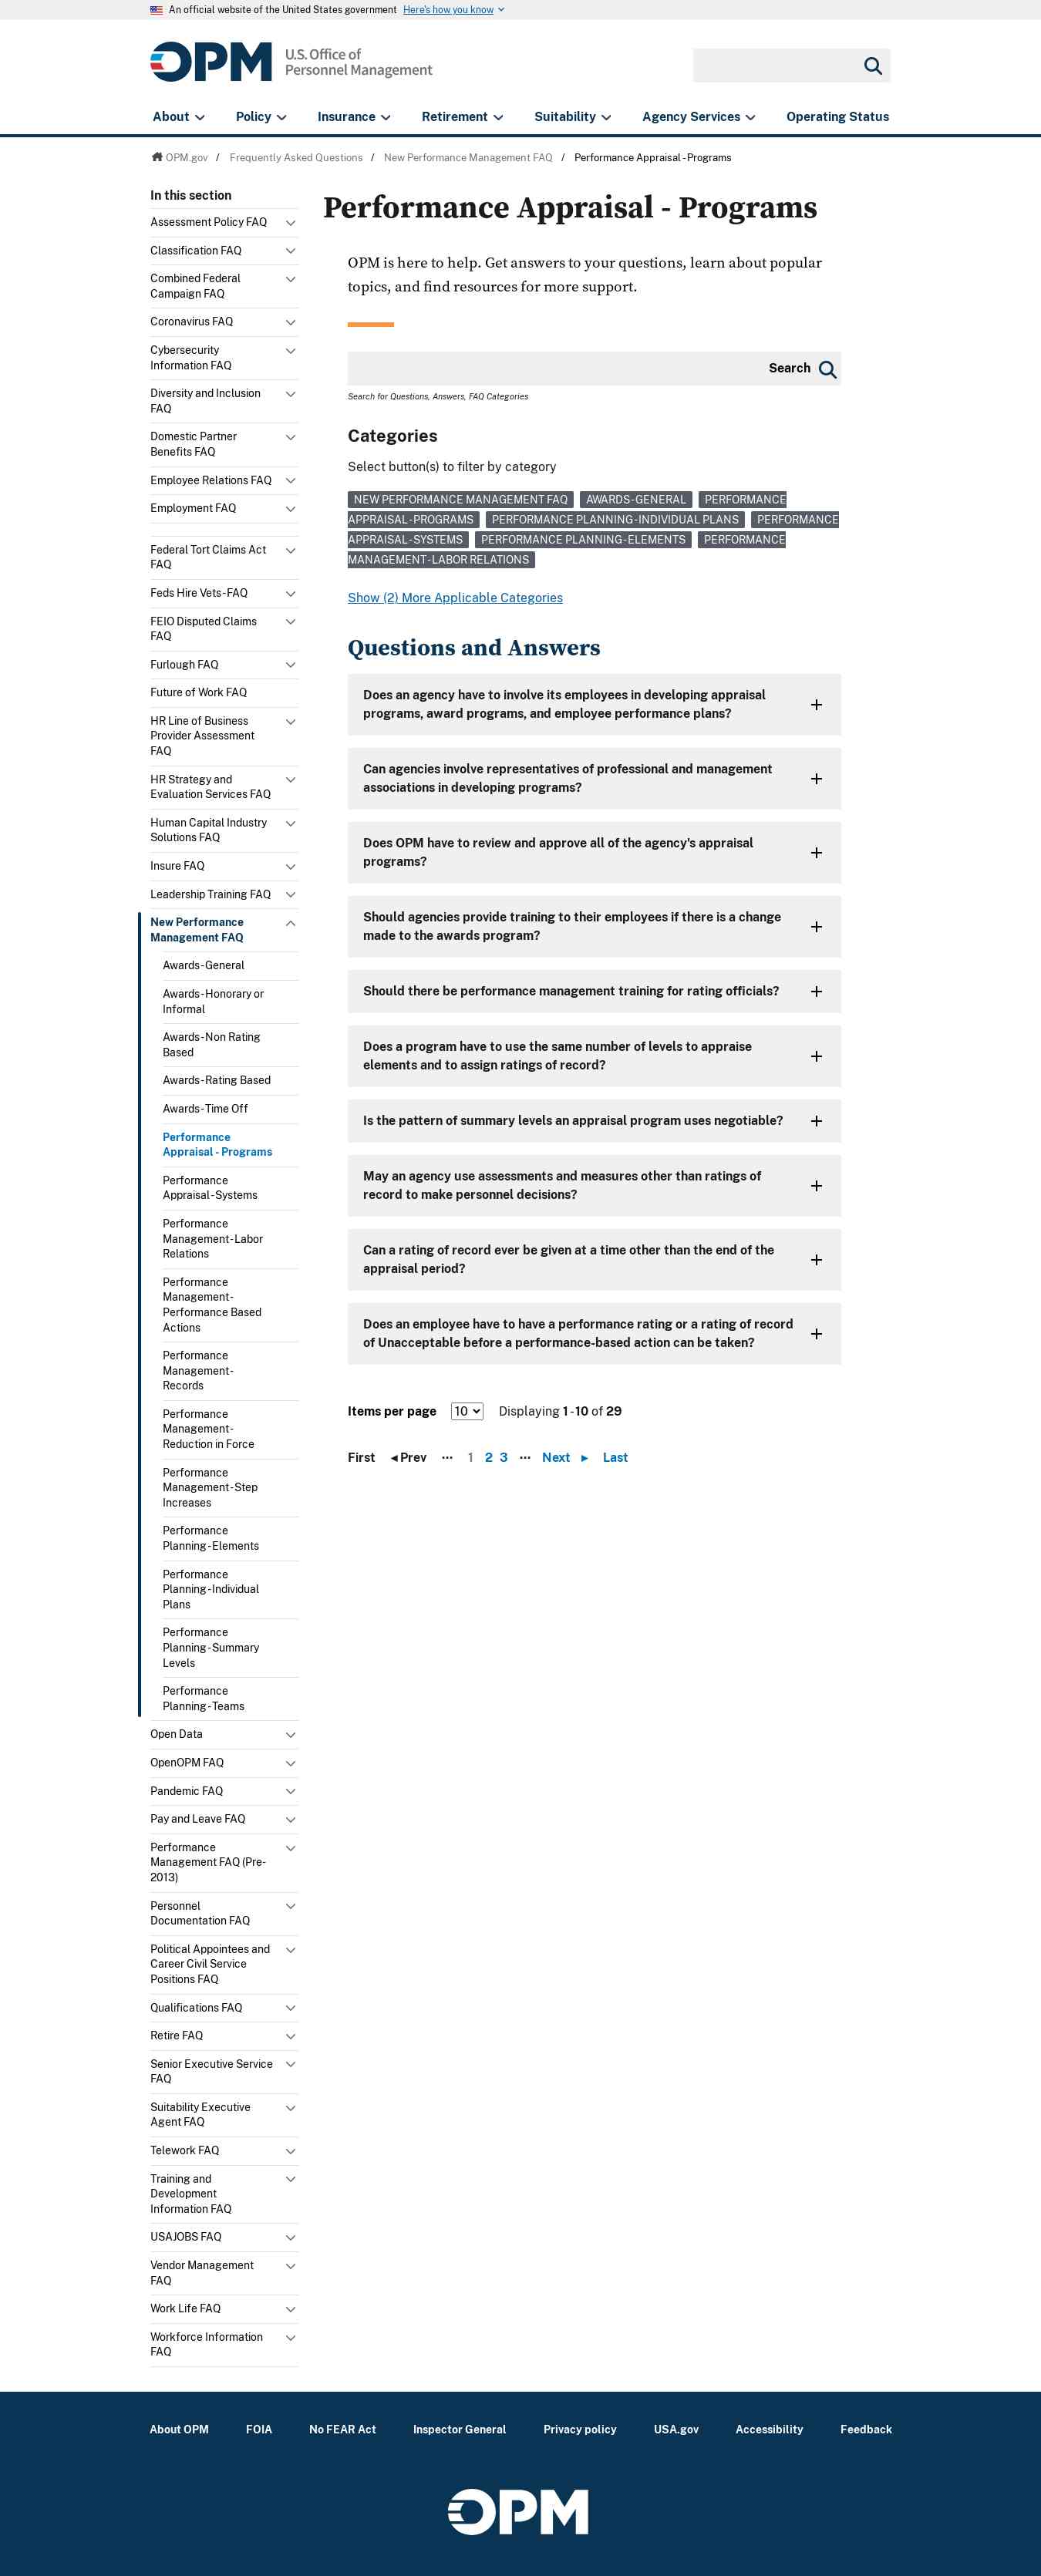 An official website of the United States government Here's how you know
OPM U.S. Office of
Personnel Management
About Policy Insurance Retirement Suitability Agency Services Operating Status
OPM.gov / Frequently Asked Questions / New Performance Management FAQ / Performance Appraisal - Programs
In this section
Assessment Policy FAQ
Classification FAQ
Combined Federal
Campaign FAQ
Coronavirus FAQ
Cybersecurity
Information FAQ
Diversity and Inclusion
FAQ
Domestic Partner
Benefits FAQ
Employee Relations FAQ
Employment FAQ
Federal Tort Claims Act
FAQ
Feds Hire Vets - FAQ
FEIO Disputed Claims
FAQ
Furlough FAQ
Future of Work FAQ
HR Line of Business
Provider Assessment
FAQ
HR Strategy and
Evaluation Services FAQ
Human Capital Industry
Solutions FAQ
Insure FAQ
Leadership Training FAQ
New Performance
Management FAQ
Awards - General
Awards - Honorary or
Informal
Awards - Non Rating
Based
Awards - Rating Based
Awards - Time Off
Performance
Appraisal - Programs
Performance
Appraisal - Systems
Performance
Management - Labor
Relations
Performance
Management -
Performance Based
Actions
Performance
Management -
Records
Performance
Management -
Reduction in Force
Performance
Management - Step
Increases
Performance
Planning - Elements
Performance
Planning - Individual
Plans
Performance
Planning - Summary
Levels
Performance
Planning - Teams
Open Data
OpenOPM FAQ
Pandemic FAQ
Pay and Leave FAQ
Performance
Management FAQ (Pre-
2013)
Personnel
Documentation FAQ
Political Appointees and
Career Civil Service
Positions FAQ
Qualifications FAQ
Retire FAQ
Senior Executive Service
FAQ
Suitability Executive
Agent FAQ
Telework FAQ
Training and
Development
Information FAQ
USAJOBS FAQ
Vendor Management
FAQ
Work Life FAQ
Workforce Information
FAQ
Performance Appraisal - Programs
OPM is here to help. Get answers to your questions, learn about popular
topics, and find resources for more support.
Search
Search for Questions, Answers, FAQ Categories
Categories
Select button(s) to filter by category
NEW PERFORMANCE MANAGEMENT FAQ AWARDS - GENERAL PERFORMANCE
APPRAISAL - PROGRAMS PERFORMANCE PLANNING - INDIVIDUAL PLANS PERFORMANCE
APPRAISAL - SYSTEMS PERFORMANCE PLANNING - ELEMENTS PERFORMANCE
MANAGEMENT - LABOR RELATIONS
Show (2) More Applicable Categories
Questions and Answers
Does an agency have to involve its employees in developing appraisal
programs, award programs, and employee performance plans?
Can agencies involve representatives of professional and management
associations in developing programs?
Does OPM have to review and approve all of the agency's appraisal
programs?
Should agencies provide training to their employees if there is a change
made to the awards program?
Should there be performance management training for rating officials?
Does a program have to use the same number of levels to appraise
elements and to assign ratings of record?
Is the pattern of summary levels an appraisal program uses negotiable?
May an agency use assessments and measures other than ratings of
record to make personnel decisions?
Can a rating of record ever be given at a time other than the end of the
appraisal period?
Does an employee have to have a performance rating or a rating of record
of Unacceptable before a performance-based action can be taken?
Items per page 10 Displaying 1 - 10 of 29
First ◂ Prev ... 1 2 3 ... Next ▸ Last
About OPM FOIA No FEAR Act Inspector General Privacy policy USA.gov Accessibility Feedback
OPM